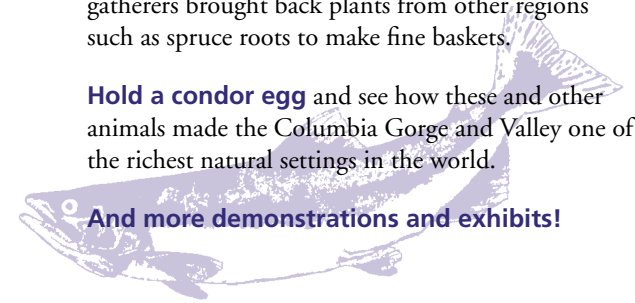 gatherers brought back plants from other regions
such as spruce roots to make fine baskets.
Hold a condor egg and see how these and other
animals made the Columbia Gorge and Valley one of
the richest natural settings in the world.
And more demonstrations and exhibits!